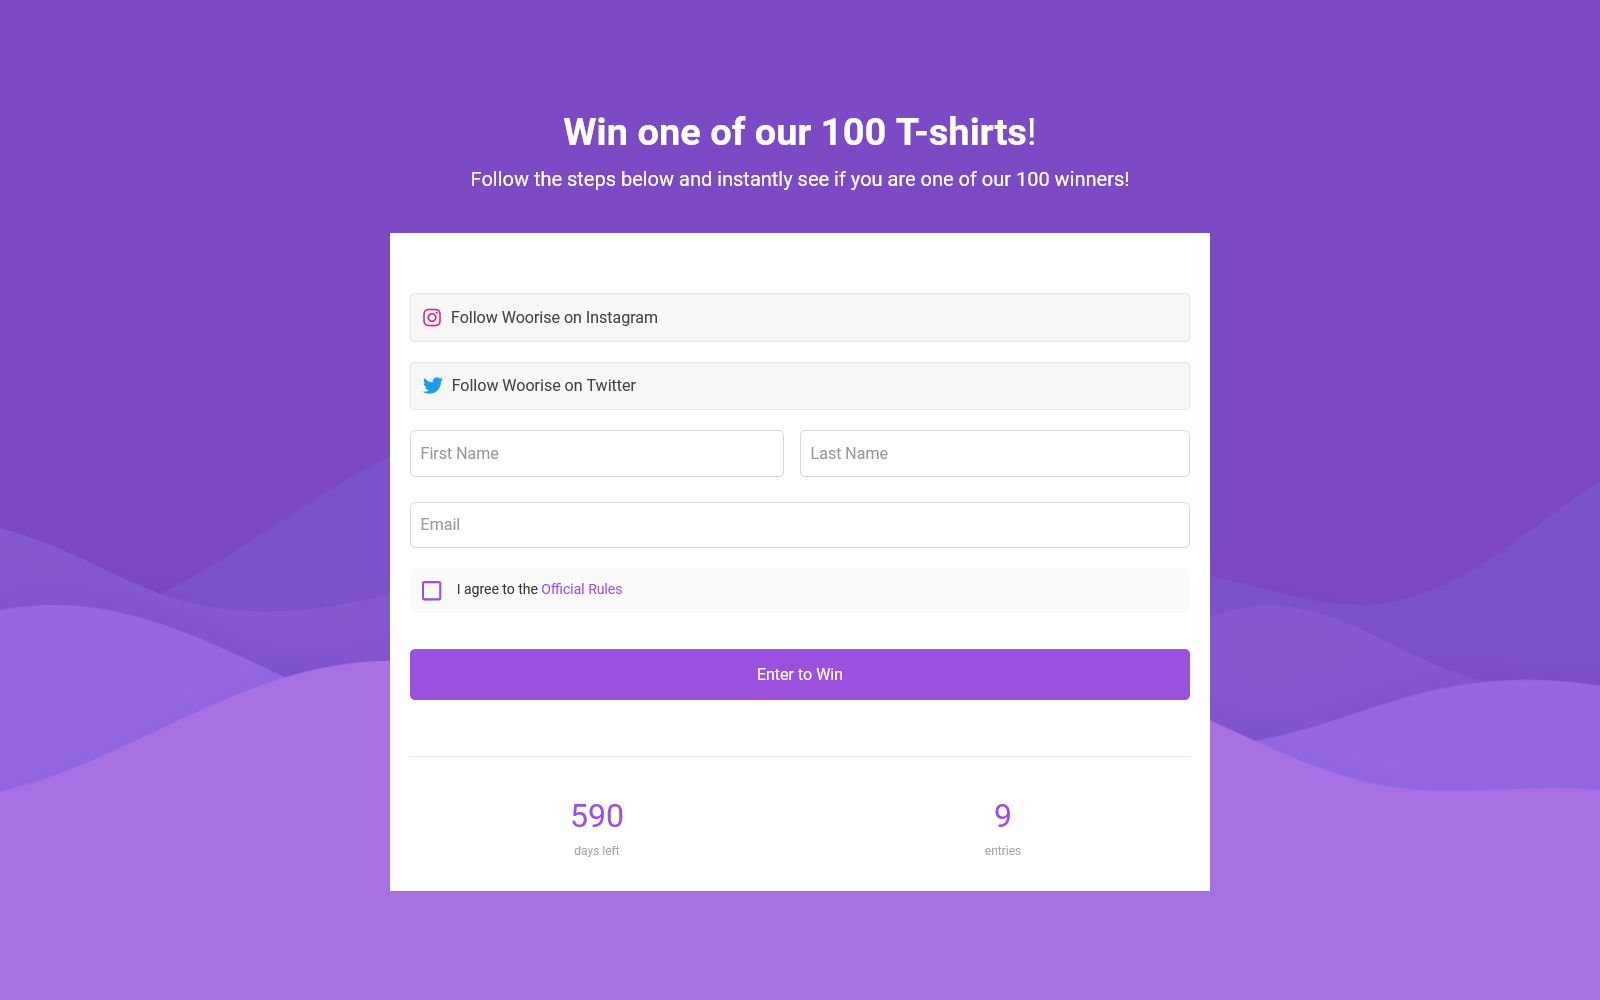 Win one of our 100 T-shirts!
Follow the steps below and instantly see if you are one of our 100 winners!
Follow Woorise on Instagram
Follow Woorise on Twitter
First Name
Last Name
Email
I agree to the Official Rules
Enter to Win
590
days left
9
entries